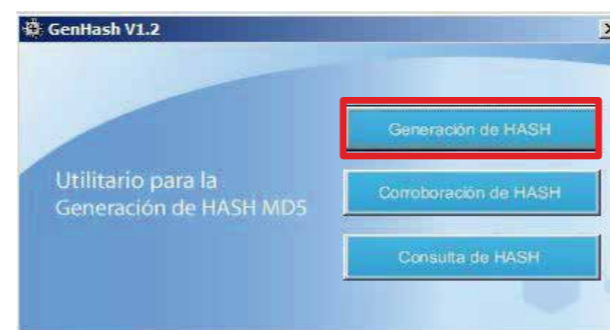 GenHash V1.2
Generación de HASH
Utilitario para la
Generación de HASH MD5
Corroboración de HASH
Consulta de HASH